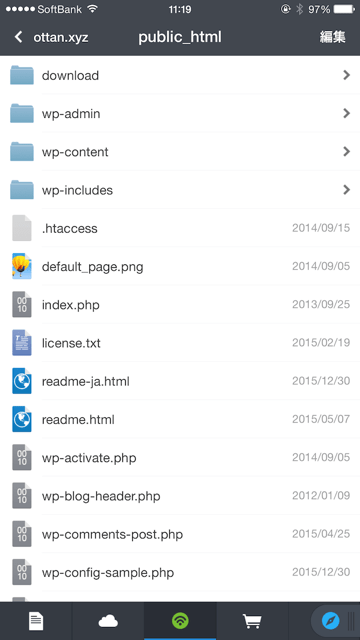 SoftBank 11:19 97%
ottan.xyz public_html 編集
download
wp-admin
wp-content
wp-includes
.htaccess 2014/09/15
default_page.png 2014/09/05
index.php 2013/09/25
license.txt 2015/02/19
readme-ja.html 2015/12/30
readme.html 2015/05/07
wp-activate.php 2014/09/05
wp-blog-header.php 2012/01/09
wp-comments-post.php 2015/04/25
wp-config-sample.php 2015/12/30